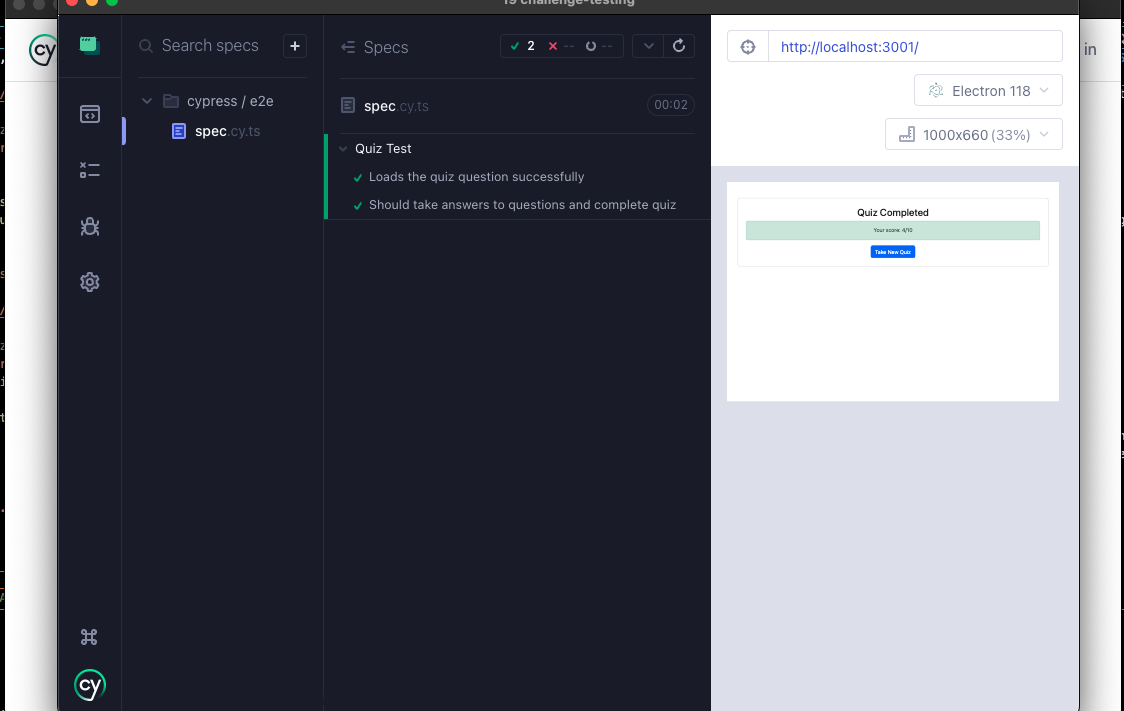 19 challenge-testing
cy
in
Search specs
+
cypress / e2e
spec.cy.ts
Specs
2 -- --
spec.cy.ts 00:02
Quiz Test
Loads the quiz question successfully
Should take answers to questions and complete quiz
http://localhost:3001/
Electron 118
1000x660 (33%)
Quiz Completed
Your score: 4/10
Take New Quiz
cy